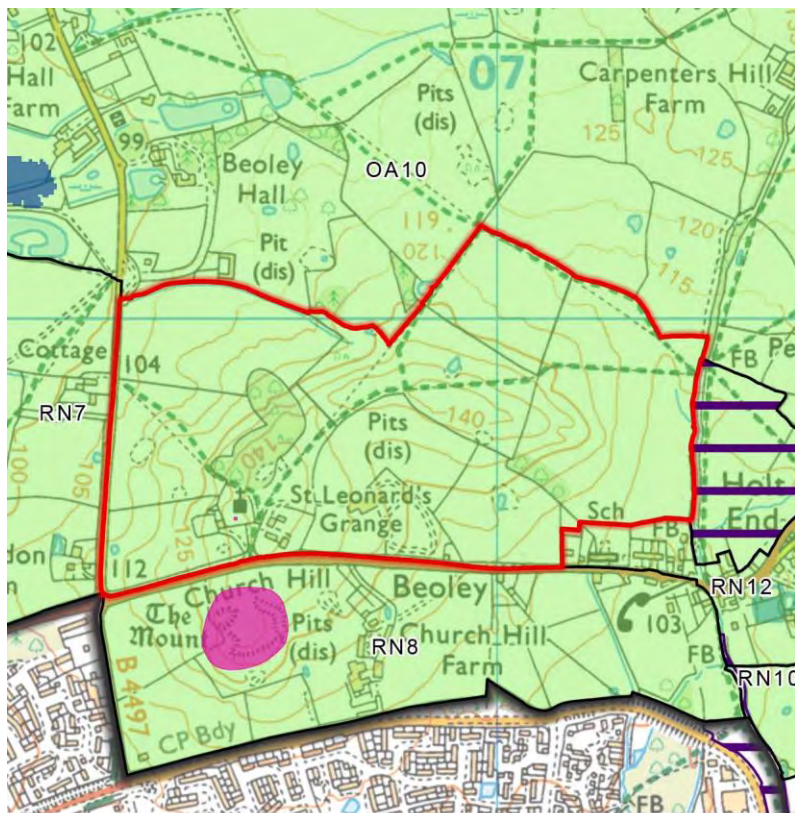 102
Hall
Farm
07
Pits
(dis)
Carpenters Hill
Farm
125
125
99
Beoley
Hall
OA10
119
120
120
115
Pit
(dis)
Cottage
104
FB
Pe
RN7
105
100
140
140
Pits
(dis)
St Leonard's
Grange
Sch
FB
Holt
End
125
112
Church Hill
Beoley
The
Mount
Pits
(dis)
RN8
Church Hill
Farm
103
RN12
FB
RN10
don
B 4497
CP Bdy
FB